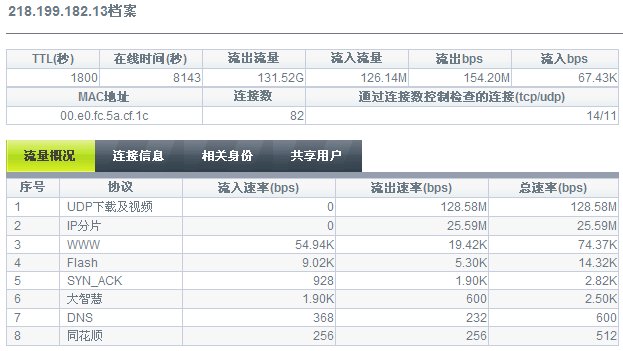 218.199.182.13档案
TTL(秒) 在线时间(秒) 流出流量 流入流量 流出bps 流入bps
1800 8143 131.52G 126.14M 154.20M 67.43K
MAC地址 连接数 通过连接数控制检查的连接(tcp/udp)
00.e0.fc.5a.cf.1c 82 14/11
流量概况 连接信息 相关身份 共享用户
序号 协议 流入速率(bps) 流出速率(bps) 总速率(bps)
1 UDP下载及视频 0 128.58M 128.58M
2 IP分片 0 25.59M 25.59M
3 WWW 54.94K 19.42K 74.37K
4 Flash 9.02K 5.30K 14.32K
5 SYN_ACK 928 1.90K 2.82K
6 大智慧 1.90K 600 2.50K
7 DNS 368 232 600
8 同花顺 256 256 512